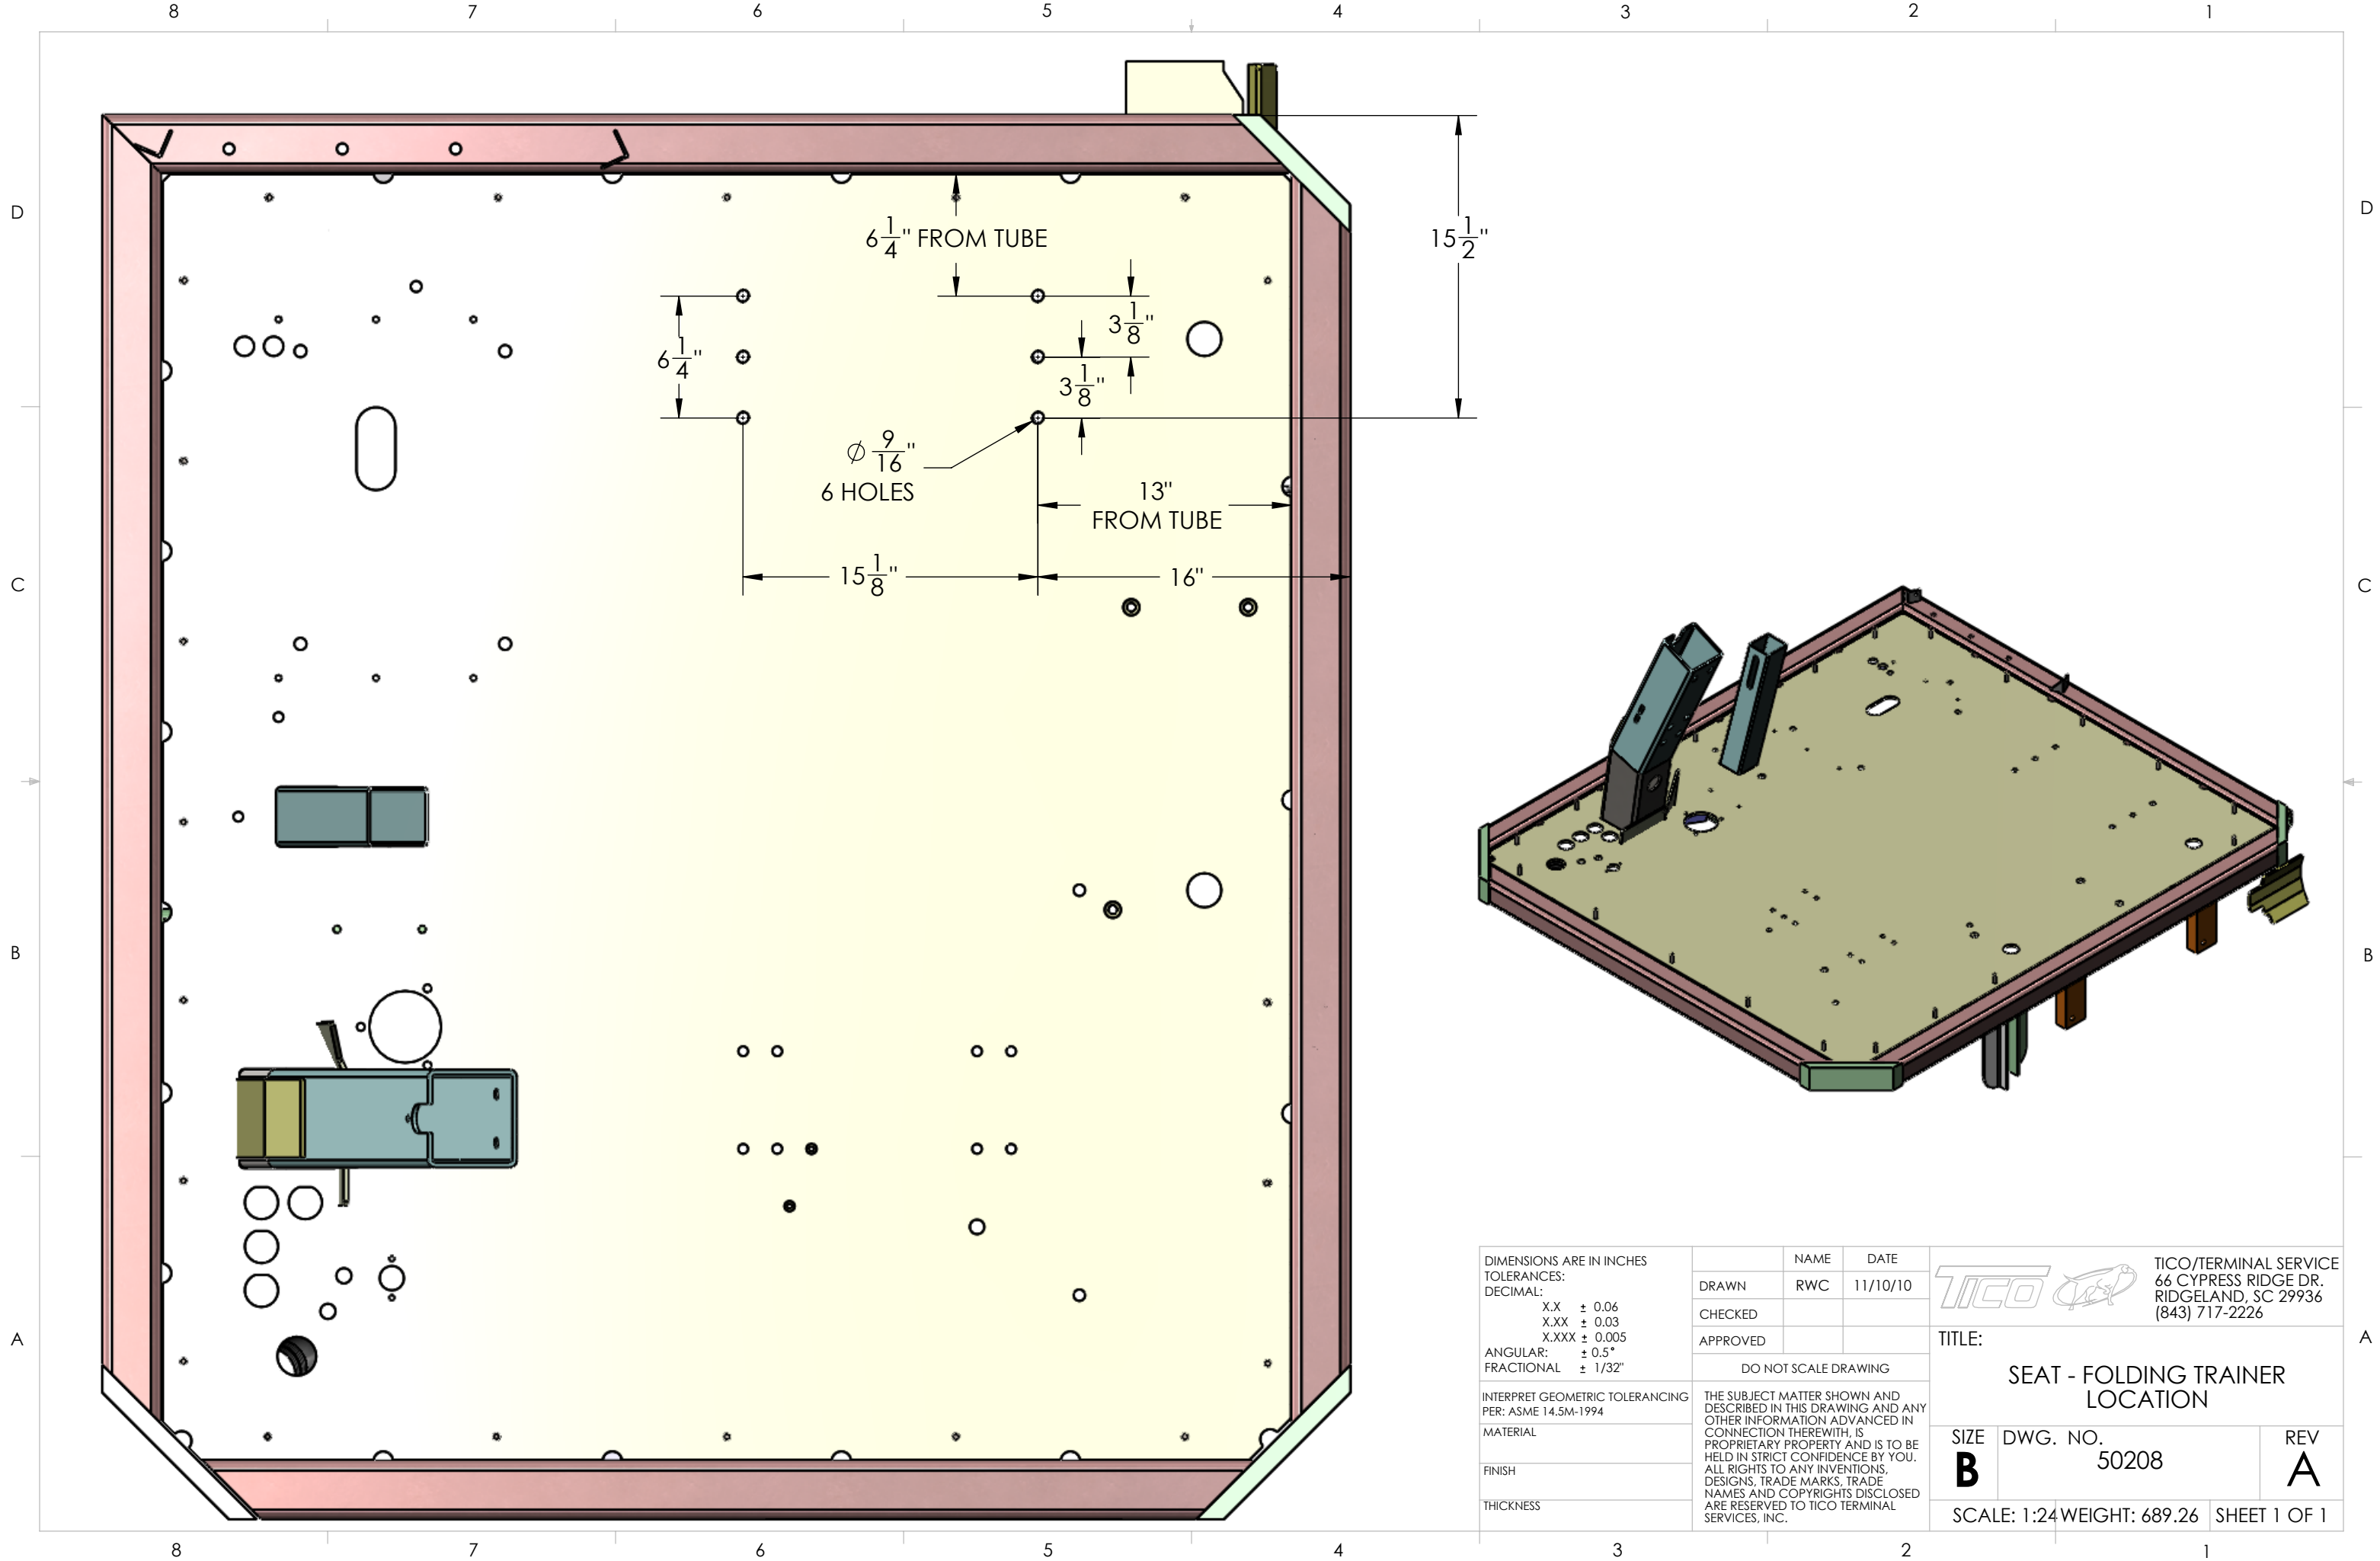 8 7 6 5 4 3 2 1
D D
6 1/4" FROM TUBE
15 1/2"
3 1/8"
6 1/4"
3 1/8"
Ø 9/16"
6 HOLES
13"
FROM TUBE
15 1/8"
16"
C C
B B
A A
DIMENSIONS ARE IN INCHES
TOLERANCES:
DECIMAL:
X.X ± 0.06
X.XX ± 0.03
X.XXX ± 0.005
ANGULAR: ± 0.5°
FRACTIONAL ± 1/32"
INTERPRET GEOMETRIC TOLERANCING
PER: ASME 14.5M-1994
MATERIAL
FINISH
THICKNESS
NAME DATE
DRAWN RWC 11/10/10
CHECKED
APPROVED
DO NOT SCALE DRAWING
THE SUBJECT MATTER SHOWN AND
DESCRIBED IN THIS DRAWING AND ANY
OTHER INFORMATION ADVANCED IN
CONNECTION THEREWITH, IS
PROPRIETARY PROPERTY AND IS TO BE
HELD IN STRICT CONFIDENCE BY YOU.
ALL RIGHTS TO ANY INVENTIONS,
DESIGNS, TRADE MARKS, TRADE
NAMES AND COPYRIGHTS DISCLOSED
ARE RESERVED TO TICO TERMINAL
SERVICES, INC.
TICO
TICO/TERMINAL SERVICE
66 CYPRESS RIDGE DR.
RIDGELAND, SC 29936
(843) 717-2226
TITLE:
SEAT - FOLDING TRAINER
LOCATION
SIZE DWG. NO. REV
B 50208 A
SCALE: 1:24 WEIGHT: 689.26 SHEET 1 OF 1
8 7 6 5 4 3 2 1